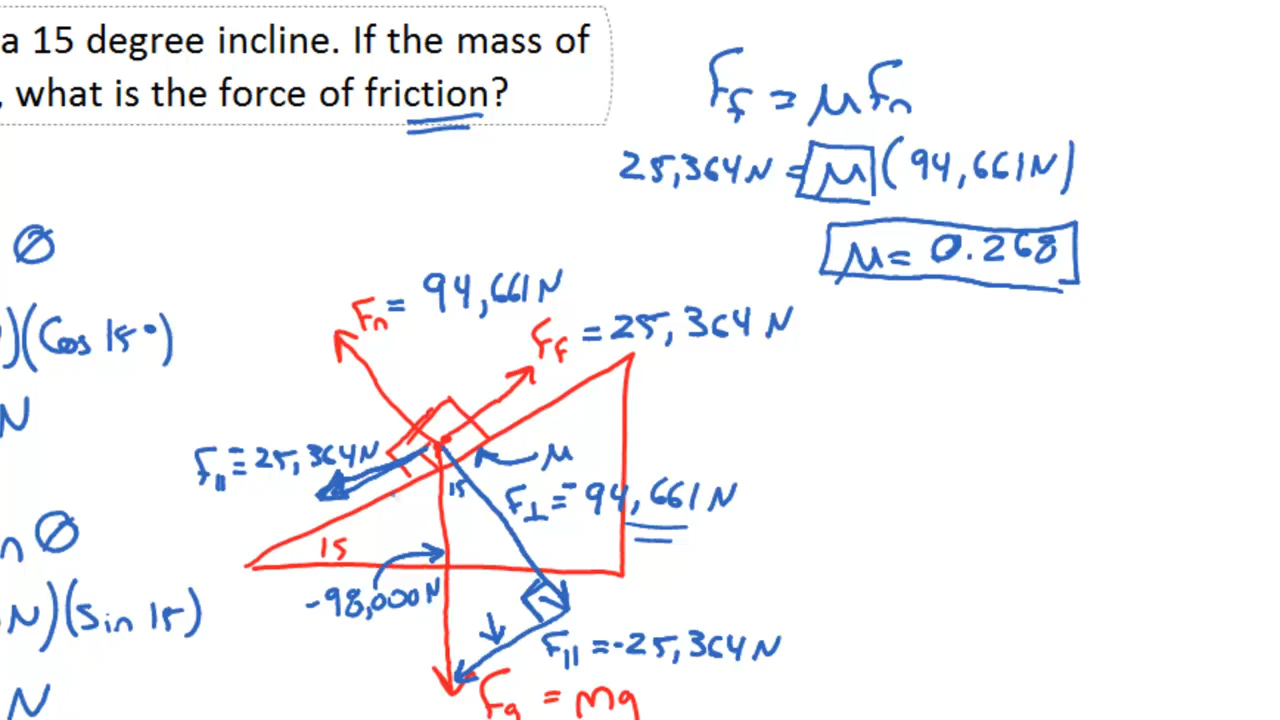 a 15 degree incline. If the mass of
, what is the force of friction?
Ff = μFn
25,364N = μ (94,661N)
μ = 0.268
Ø
)(Cos 15°)
N
Fn = 94,661N
Ff = 25,364N
F|| = 25,364N
μ
15
F⊥ = -94,661N
15
-98,000N
n Ø
N)(Sin 15)
F|| = -25,364N
N
Fg = mg